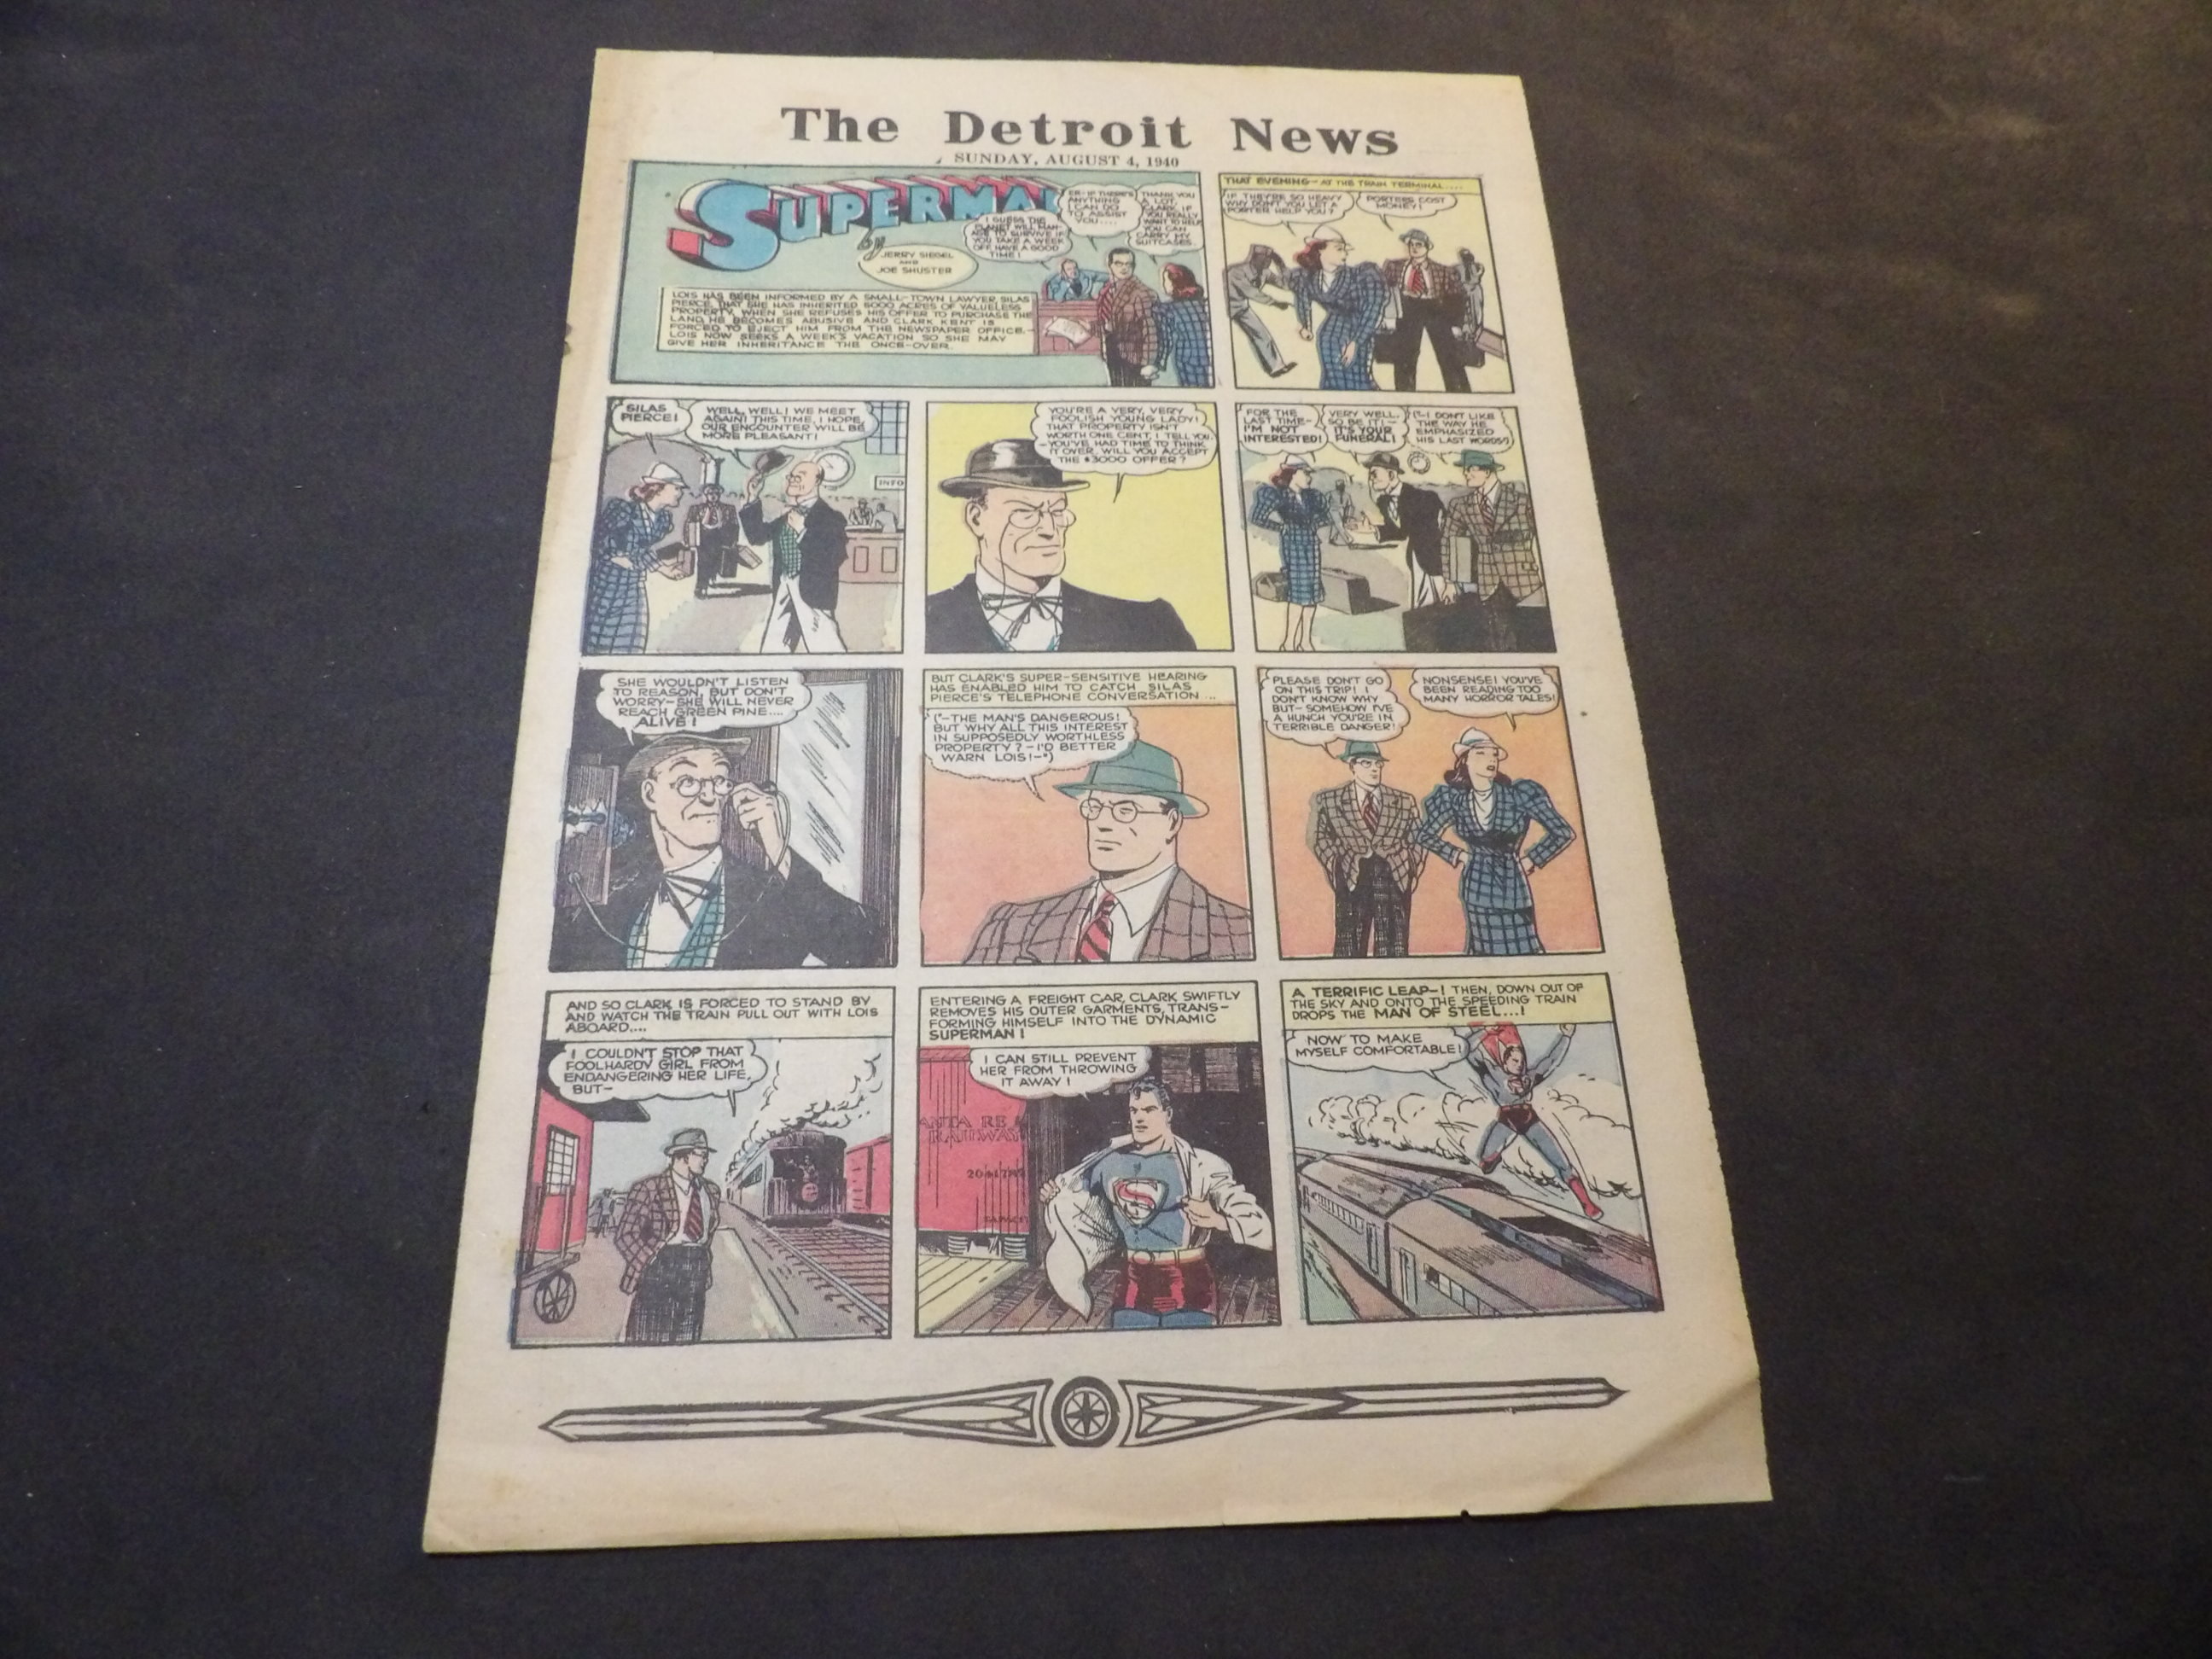 The Detroit News
SUNDAY, AUGUST 4, 1940
SUPERMAN
by
JERRY SIEGEL
AND
JOE SHUSTER
LOIS HAS BEEN INFORMED BY A SMALL-TOWN LAWYER, SILAS
PIERCE, THAT SHE HAS INHERITED 5000 ACRES OF VALUELESS
PROPERTY. WHEN SHE REFUSES HIS OFFER TO PURCHASE THE
LAND, HE BECOMES ABUSIVE AND CLARK KENT IS
FORCED TO EJECT HIM FROM THE NEWSPAPER OFFICE.-
LOIS NOW SEEKS A WEEK'S VACATION SO SHE MAY
GIVE HER INHERITANCE THE ONCE-OVER.
I GUESS THE
PLANET WILL MAN-
AGE TO SURVIVE IF
YOU TAKE A WEEK
OFF. HAVE A GOOD
TIME!
ER-IF THERE'S
ANYTHING
I CAN DO
TO ASSIST
YOU....
THANK YOU
A LOT,
CLARK. IF
YOU REALLY
WANT TO HELP
YOU CAN
CARRY MY
SUITCASES.
THAT EVENING-AT THE TRAIN TERMINAL....
IF THEY'RE SO HEAVY
WHY DON'T YOU LET A
PORTER HELP YOU?
PORTERS COST
MONEY!
SILAS
PIERCE!
WELL, WELL! WE MEET
AGAIN! THIS TIME, I HOPE,
OUR ENCOUNTER WILL BE
MORE PLEASANT!
INFO
YOU'RE A VERY, VERY
FOOLISH YOUNG LADY!
THAT PROPERTY ISN'T
WORTH ONE CENT, I TELL YOU.
-YOU'VE HAD TIME TO THINK
IT OVER. WILL YOU ACCEPT
THE $3000 OFFER?
FOR THE
LAST TIME-
I'M NOT
INTERESTED!
VERY WELL.
SO BE IT!-
IT'S YOUR
FUNERAL!
("-I DON'T LIKE
THE WAY HE
EMPHASIZED
HIS LAST WORDS!")
SHE WOULDN'T LISTEN
TO REASON, BUT DON'T
WORRY-SHE WILL NEVER
REACH GREEN PINE....
ALIVE!
BUT CLARK'S SUPER-SENSITIVE HEARING
HAS ENABLED HIM TO CATCH SILAS
PIERCE'S TELEPHONE CONVERSATION...
("-THE MAN'S DANGEROUS!
BUT WHY ALL THIS INTEREST
IN SUPPOSEDLY WORTHLESS
PROPERTY?-I'D BETTER
WARN LOIS!-")
PLEASE DON'T GO
ON THIS TRIP! I
DON'T KNOW WHY
BUT-SOMEHOW I'VE
A HUNCH YOU'RE IN
TERRIBLE DANGER!
NONSENSE! YOU'VE
BEEN READING TOO
MANY HORROR TALES!
AND SO CLARK IS FORCED TO STAND BY
AND WATCH THE TRAIN PULL OUT WITH LOIS
ABOARD....
I COULDN'T STOP THAT
FOOLHARDY GIRL FROM
ENDANGERING HER LIFE,
BUT-
ENTERING A FREIGHT CAR, CLARK SWIFTLY
REMOVES HIS OUTER GARMENTS, TRANS-
FORMING HIMSELF INTO THE DYNAMIC
SUPERMAN!
I CAN STILL PREVENT
HER FROM THROWING
IT AWAY!
ANTA RE
RAILWAY
A TERRIFIC LEAP-! THEN, DOWN OUT OF
THE SKY AND ONTO THE SPEEDING TRAIN
DROPS THE MAN OF STEEL...!
NOW TO MAKE
MYSELF COMFORTABLE!